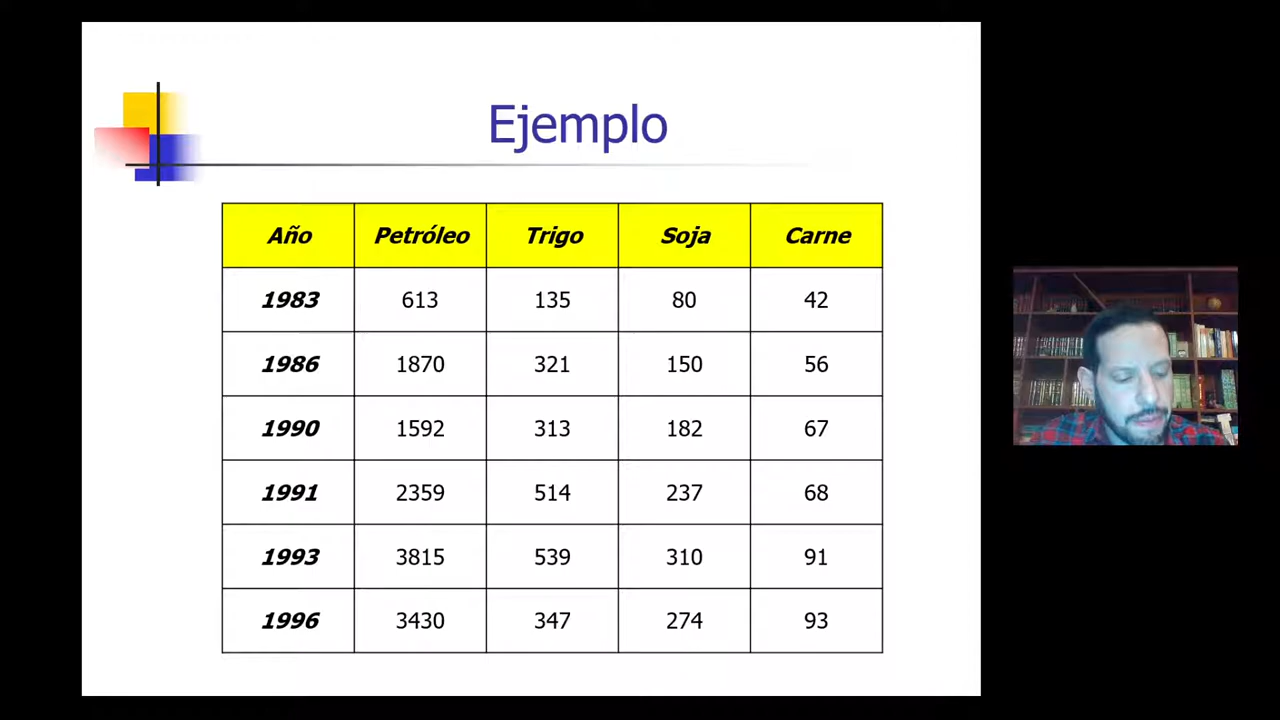 Ejemplo
Año Petróleo Trigo Soja Carne
1983 613 135 80 42
1986 1870 321 150 56
1990 1592 313 182 67
1991 2359 514 237 68
1993 3815 539 310 91
1996 3430 347 274 93